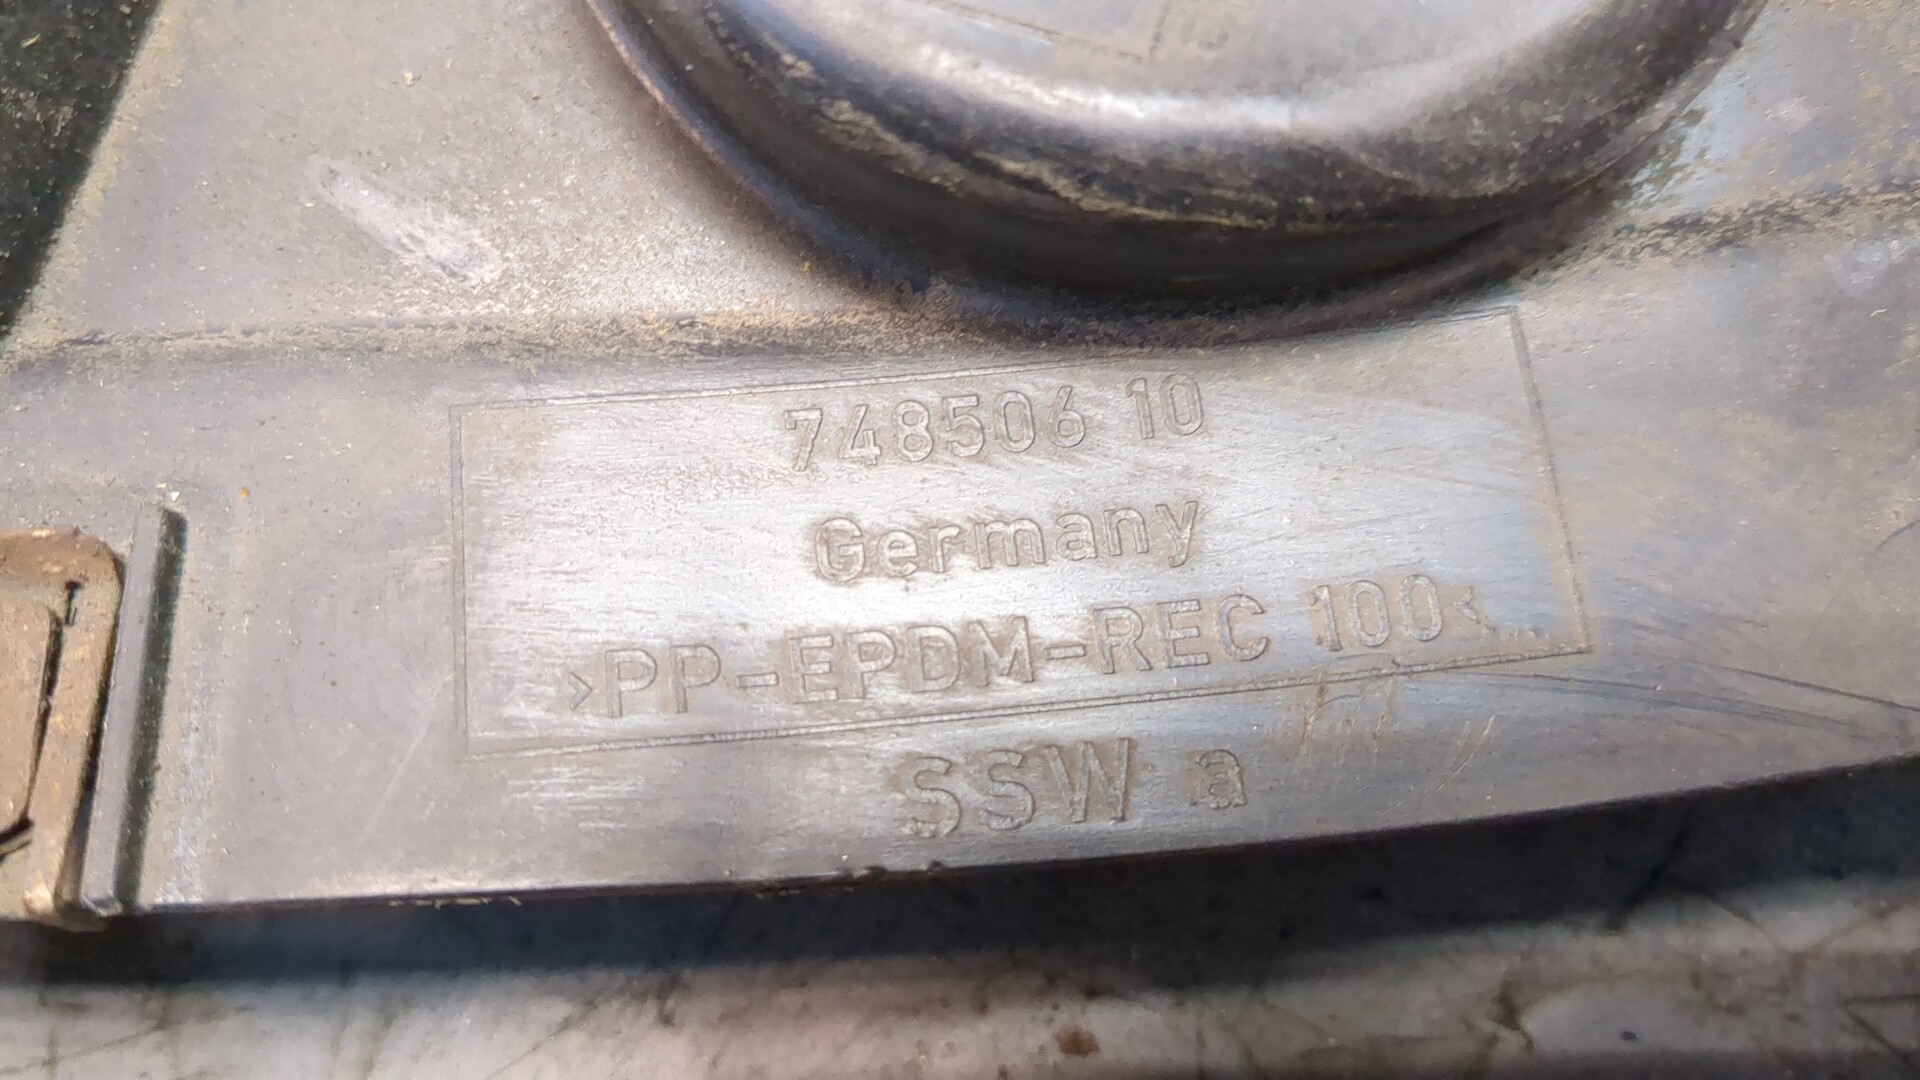 748506 10
Germany
>PP-EPDM-REC 100<
SSW a